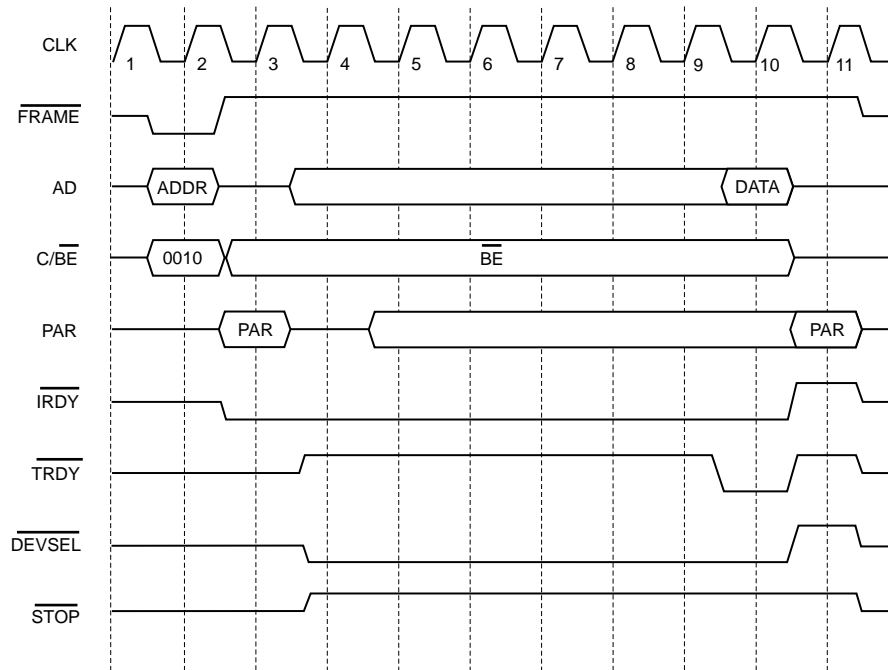 CLK
1 2 3 4 5 6 7 8 9 10 11
FRAME
AD
ADDR
DATA
C/BE
0010
BE
PAR
PAR
PAR
IRDY
TRDY
DEVSEL
STOP